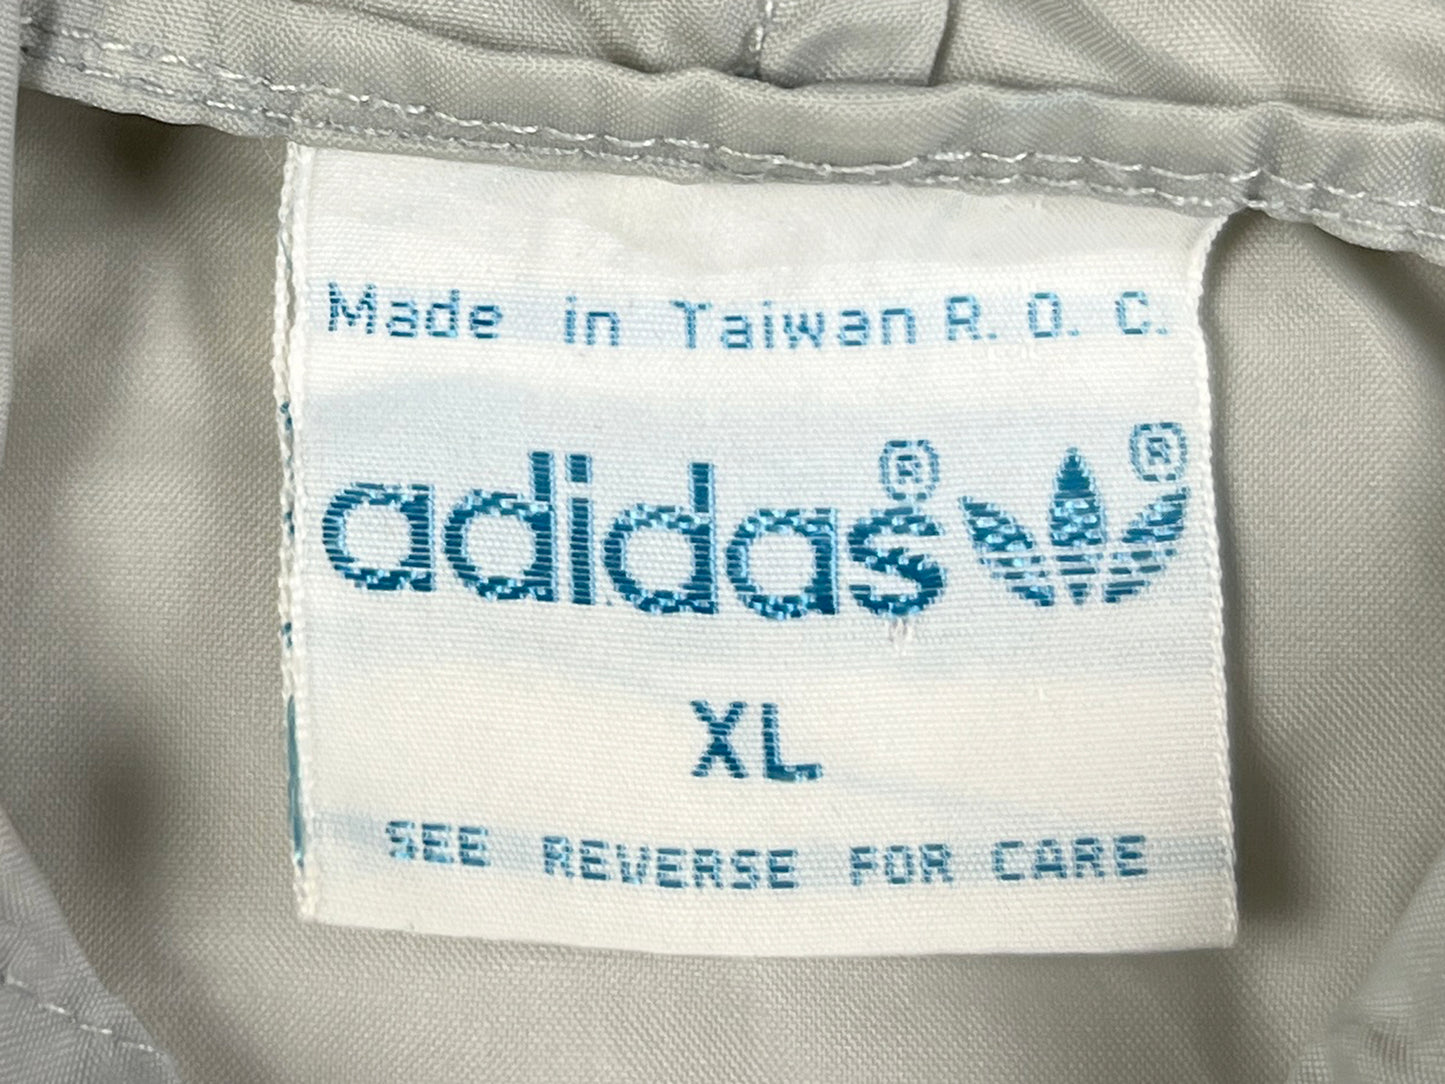 Made in Taiwan R. O. C.
adidas® ®
XL
SEE REVERSE FOR CARE